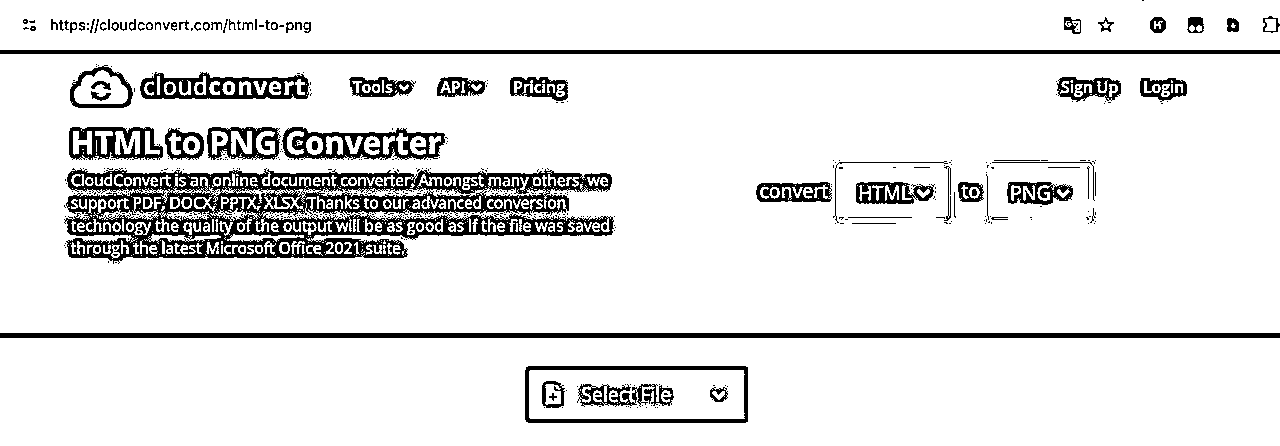 https://cloudconvert.com/html-to-png
cloudconvert Tools API Pricing Sign Up Login
HTML to PNG Converter
CloudConvert is an online document converter. Amongst many others, we
support PDF, DOCX, PPTX, XLSX. Thanks to our advanced conversion
technology the quality of the output will be as good as if the file was saved
through the latest Microsoft Office 2021 suite.
convert HTML to PNG
Select File